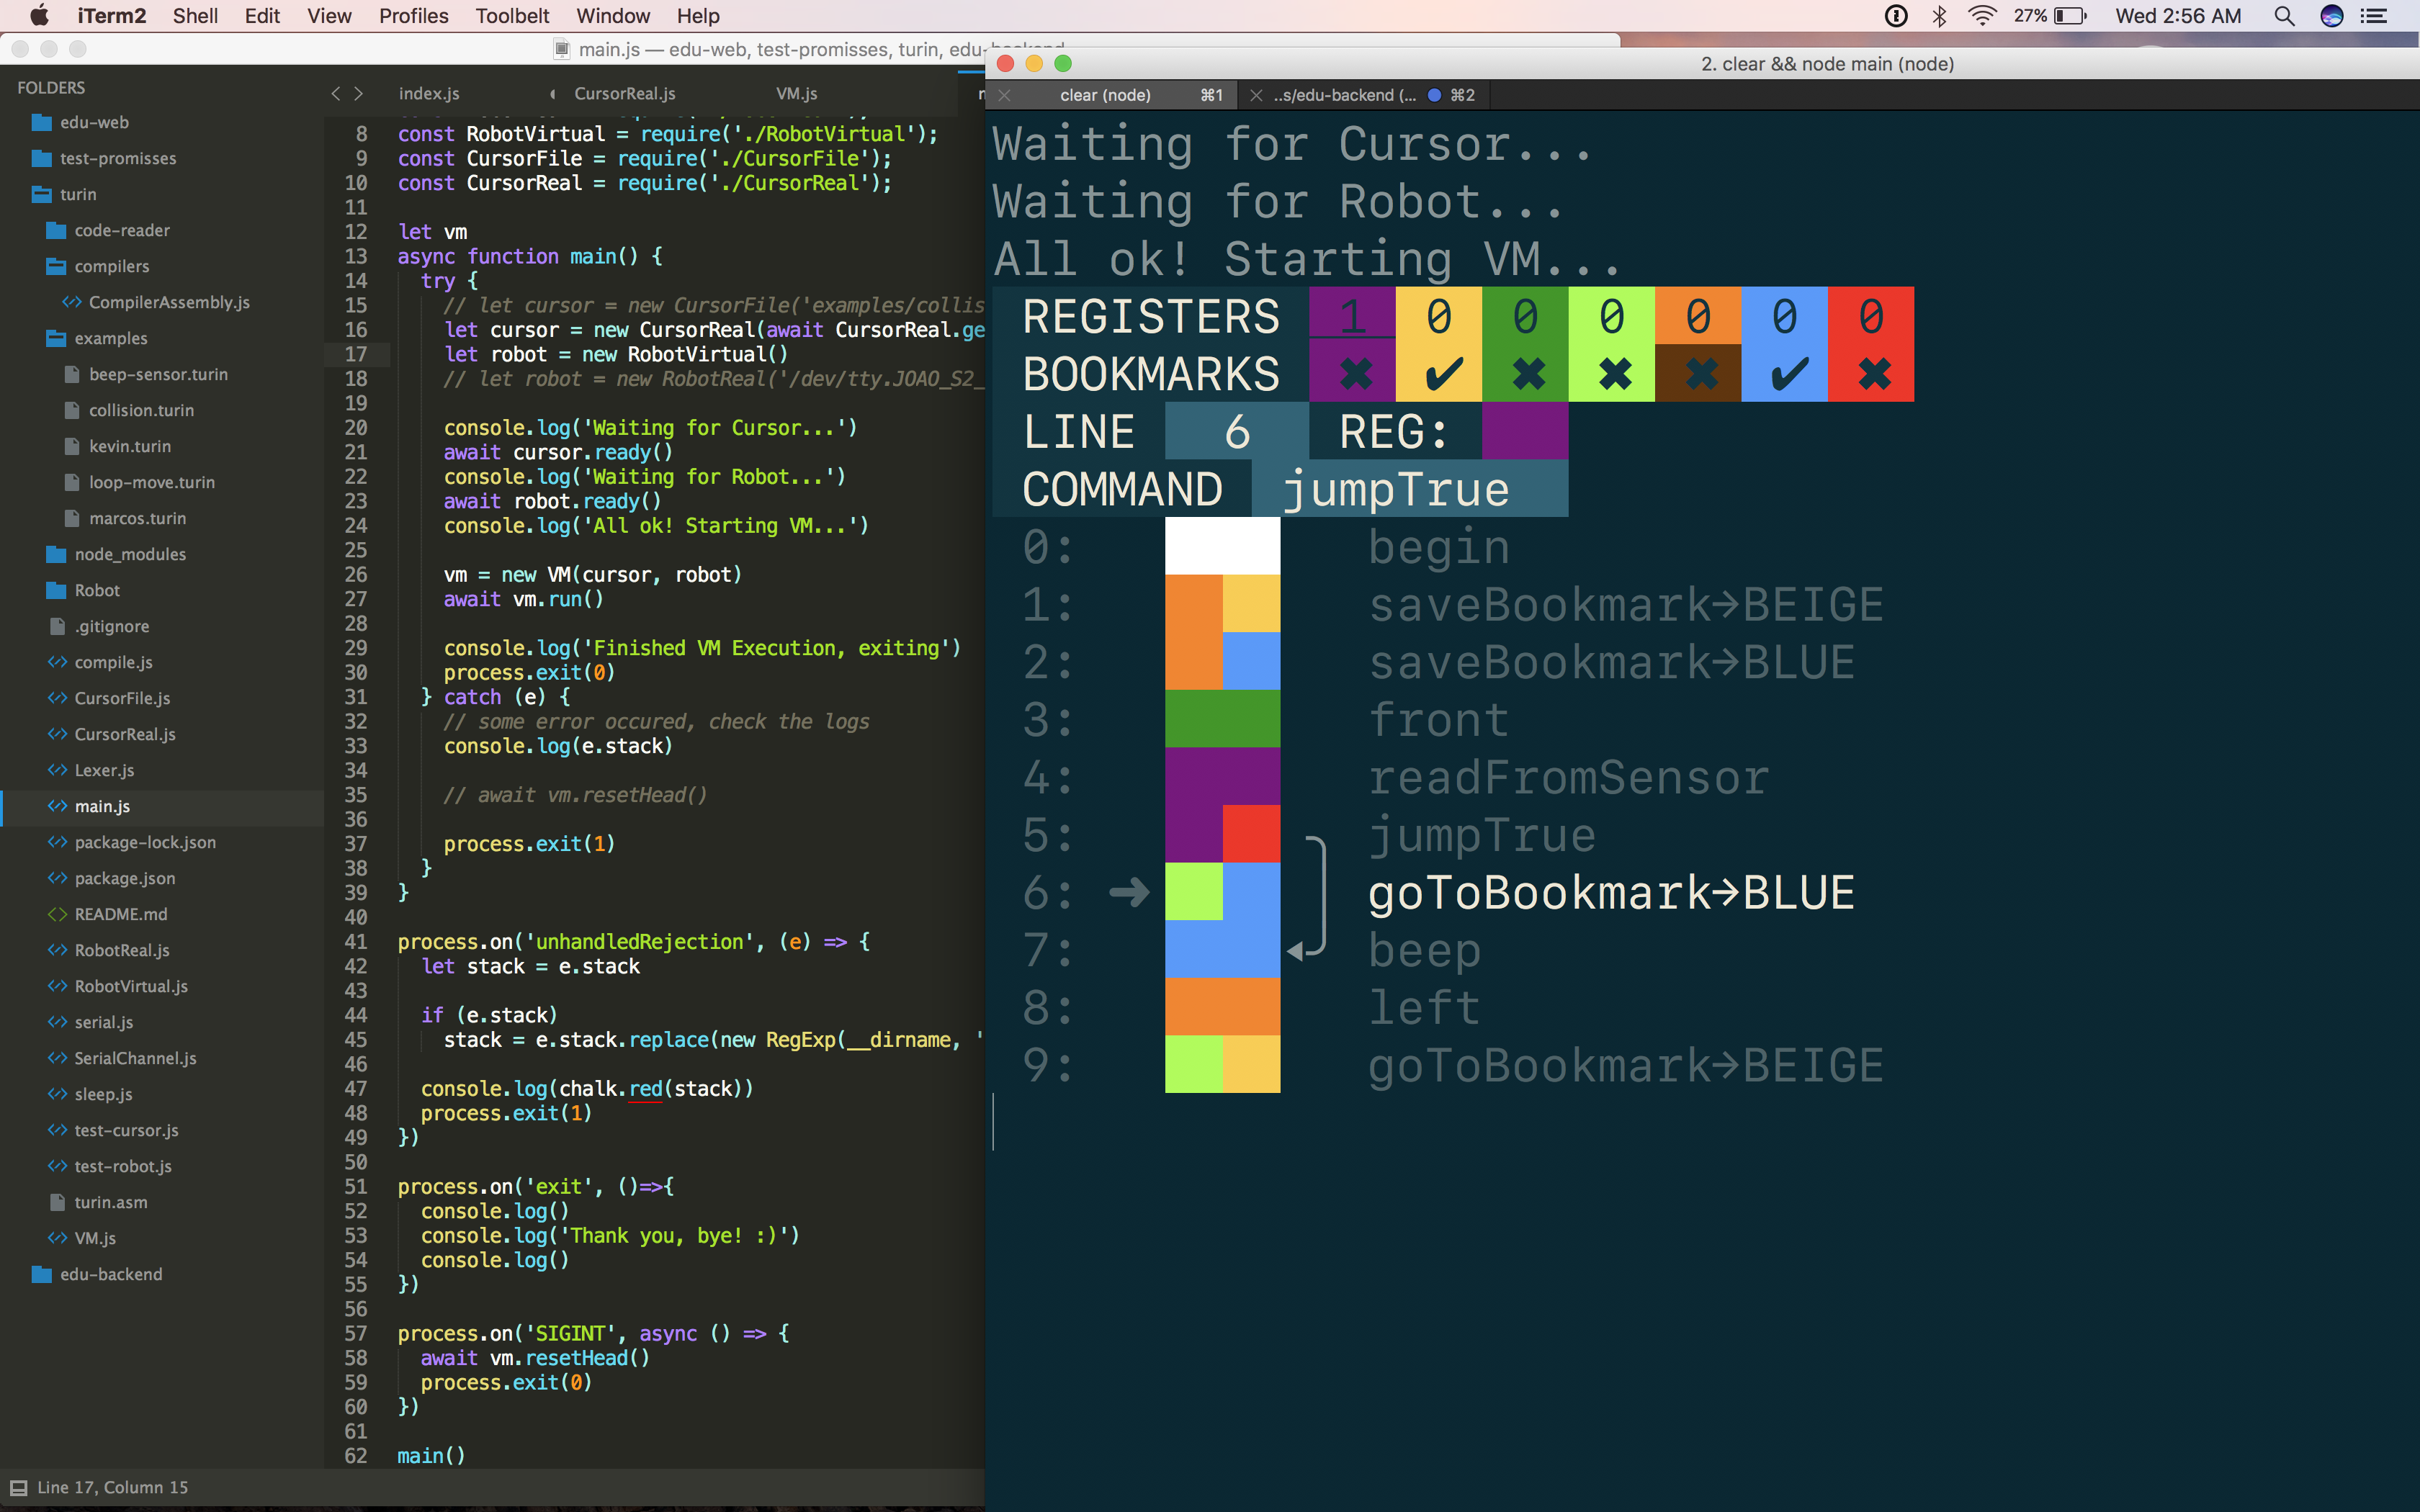 iTerm2 Shell Edit View Profiles Toolbelt Window Help 27% Wed 2:56 AM
main.js — edu-web, test-promisses, turin, edu-backend
FOLDERS
edu-web
test-promisses
turin
code-reader
compilers
CompilerAssembly.js
examples
beep-sensor.turin
collision.turin
kevin.turin
loop-move.turin
marcos.turin
node_modules
Robot
.gitignore
compile.js
CursorFile.js
CursorReal.js
Lexer.js
main.js
package-lock.json
package.json
README.md
RobotReal.js
RobotVirtual.js
serial.js
SerialChannel.js
sleep.js
test-cursor.js
test-robot.js
turin.asm
VM.js
edu-backend
index.js CursorReal.js VM.js
8 const RobotVirtual = require('./RobotVirtual');
9 const CursorFile = require('./CursorFile');
10 const CursorReal = require('./CursorReal');
11
12 let vm
13 async function main() {
14 try {
15 // let cursor = new CursorFile('examples/collis
16 let cursor = new CursorReal(await CursorReal.ge
17 let robot = new RobotVirtual()
18 // let robot = new RobotReal('/dev/tty.JOAO_S2_
19
20 console.log('Waiting for Cursor...')
21 await cursor.ready()
22 console.log('Waiting for Robot...')
23 await robot.ready()
24 console.log('All ok! Starting VM...')
25
26 vm = new VM(cursor, robot)
27 await vm.run()
28
29 console.log('Finished VM Execution, exiting')
30 process.exit(0)
31 } catch (e) {
32 // some error occured, check the logs
33 console.log(e.stack)
34
35 // await vm.resetHead()
36
37 process.exit(1)
38 }
39 }
40
41 process.on('unhandledRejection', (e) => {
42 let stack = e.stack
43
44 if (e.stack)
45 stack = e.stack.replace(new RegExp(__dirname, '
46
47 console.log(chalk.red(stack))
48 process.exit(1)
49 })
50
51 process.on('exit', ()=>{
52 console.log()
53 console.log('Thank you, bye! :)')
54 console.log()
55 })
56
57 process.on('SIGINT', async () => {
58 await vm.resetHead()
59 process.exit(0)
60 })
61
62 main()
Line 17, Column 15
2. clear && node main (node)
clear (node) ⌘1 ..s/edu-backend (... ⌘2
Waiting for Cursor...
Waiting for Robot...
All ok! Starting VM...
REGISTERS 1 0 0 0 0 0 0
BOOKMARKS ✖ ✔ ✖ ✖ ✖ ✔ ✖
LINE 6 REG:
COMMAND jumpTrue
0: begin
1: saveBookmark→BEIGE
2: saveBookmark→BLUE
3: front
4: readFromSensor
5: jumpTrue
6: ➜ goToBookmark→BLUE
7: beep
8: left
9: goToBookmark→BEIGE